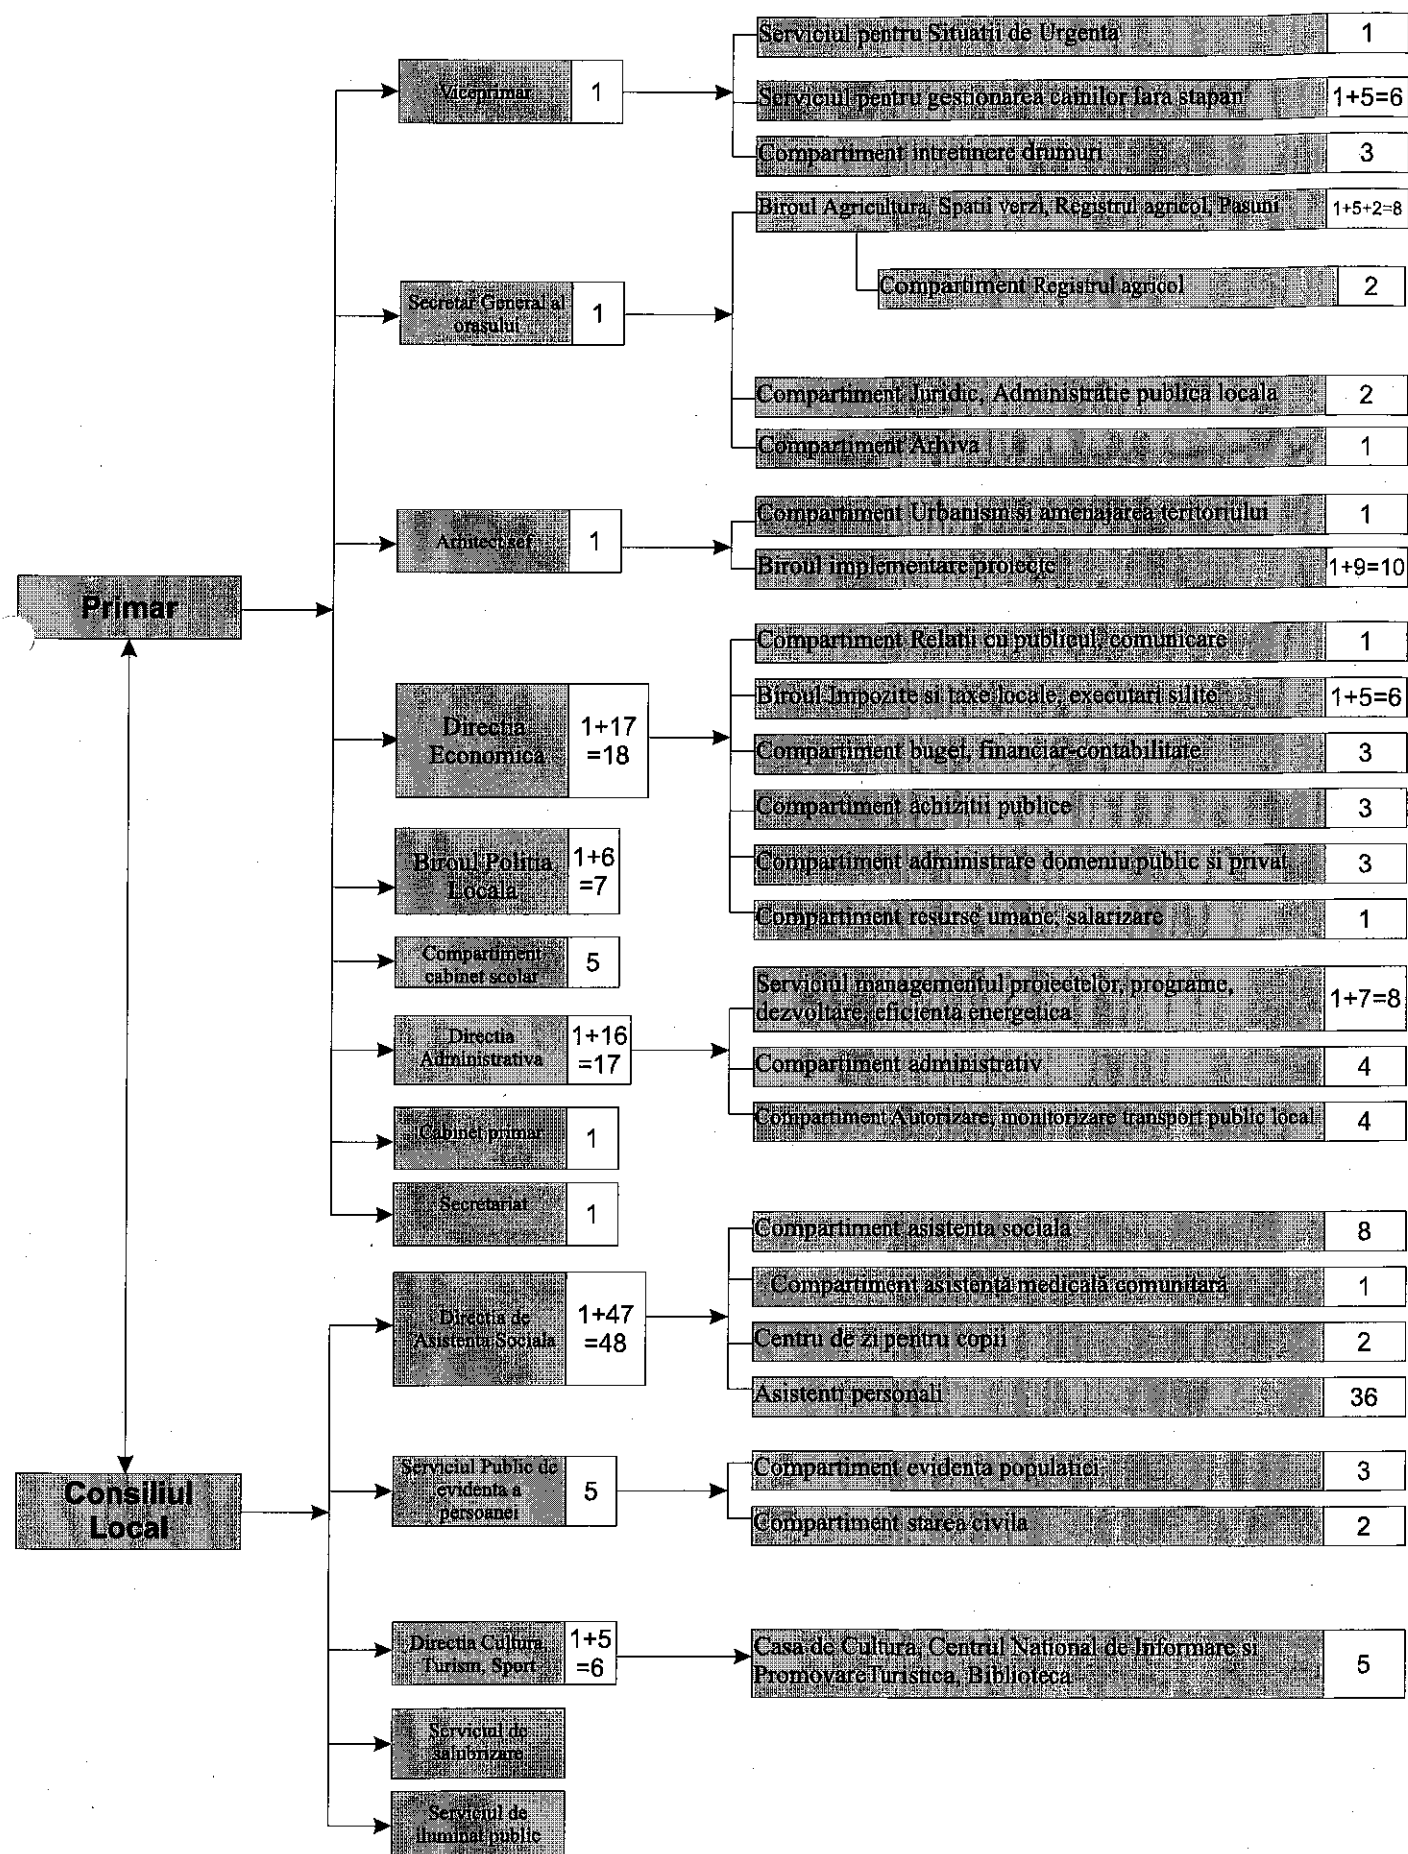 Serviciul pentru Situatii de Urgenta 1
Viceprimar 1
Serviciul pentru gestionarea cainilor fara stapan 1+5=6
Compartiment intretinere drumuri 3
Biroul Agricultura, Spatii verzi, Registrul agricol, Pasuni 1+5+2=8
Compartiment Registrul agricol 2
Secretar General al
orasului 1
Compartiment Juridic, Administratie publica locala 2
Compartiment Arhiva 1
Compartiment Urbanism si amenajarea teritoriului 1
Arhitect sef 1
Biroul implementare proiecte 1+9=10
Primar
Compartiment Relatii cu publicul, comunicare 1
Biroul Impozite si taxe locale, executari silite 1+5=6
Directia
Economica
1+17
=18
Compartiment buget, financiar-contabilitate 3
Compartiment achizitii publice 3
Compartiment administrare domeniu public si privat 3
Compartiment resurse umane, salarizare 1
Biroul Politia
Locala
1+6
=7
Compartiment
cabinet scolar
5
Serviciul managementul proiectelor, programe,
dezvoltare, eficienta energetica
1+7=8
Directia
Administrativa
1+16
=17
Compartiment administrativ 4
Compartiment Autorizare, monitorizare transport public local 4
Cabinet primar 1
Secretariat 1
Compartiment asistenta sociala 8
Compartiment asistență medicală comunitară 1
Directia de
Asistenta Sociala
1+47
=48
Centru de zi pentru copii 2
Asistenti personali 36
Consiliul
Local
Serviciul Public de
evidenta a
persoanei
5
Compartiment evidenta populatiei 3
Compartiment starea civila 2
Directia Cultura,
Turism, Sport
1+5
=6
Casa de Cultura, Centrul National de Informare si
PromovareTuristica, Biblioteca
5
Serviciul de
salubrizare
Serviciul de
iluminat public